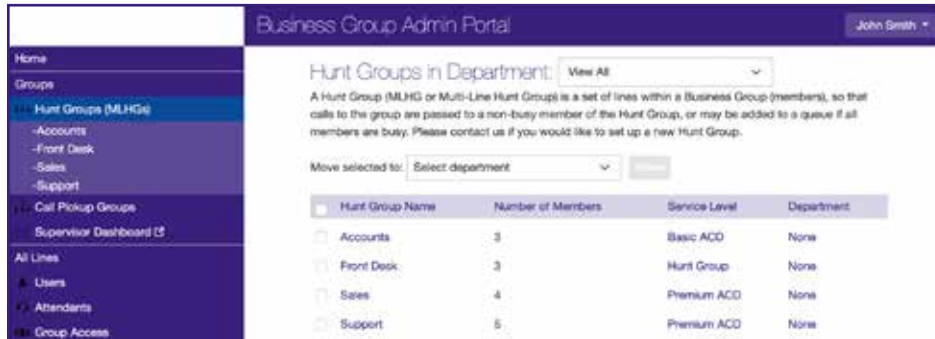 Business Group Admin Portal
John Smith
Home
Groups
Hunt Groups (MLHGs)
-Accounts
-Front Desk
-Sales
-Support
Call Pickup Groups
Supervisor Dashboard
All Lines
Users
Attendants
Group Access
Hunt Groups in Department: View All
A Hunt Group (MLHG or Multi-Line Hunt Group) is a set of lines within a Business Group (members), so that
calls to the group are passed to a non-busy member of the Hunt Group, or may be added to a queue if all
members are busy. Please contact us if you would like to set up a new Hunt Group.
Move selected to: Select department
Hunt Group Name Number of Members Service Level Department
Accounts 3 Basic ACD None
Front Desk 3 Hunt Group None
Sales 4 Premium ACD None
Support 5 Premium ACD None